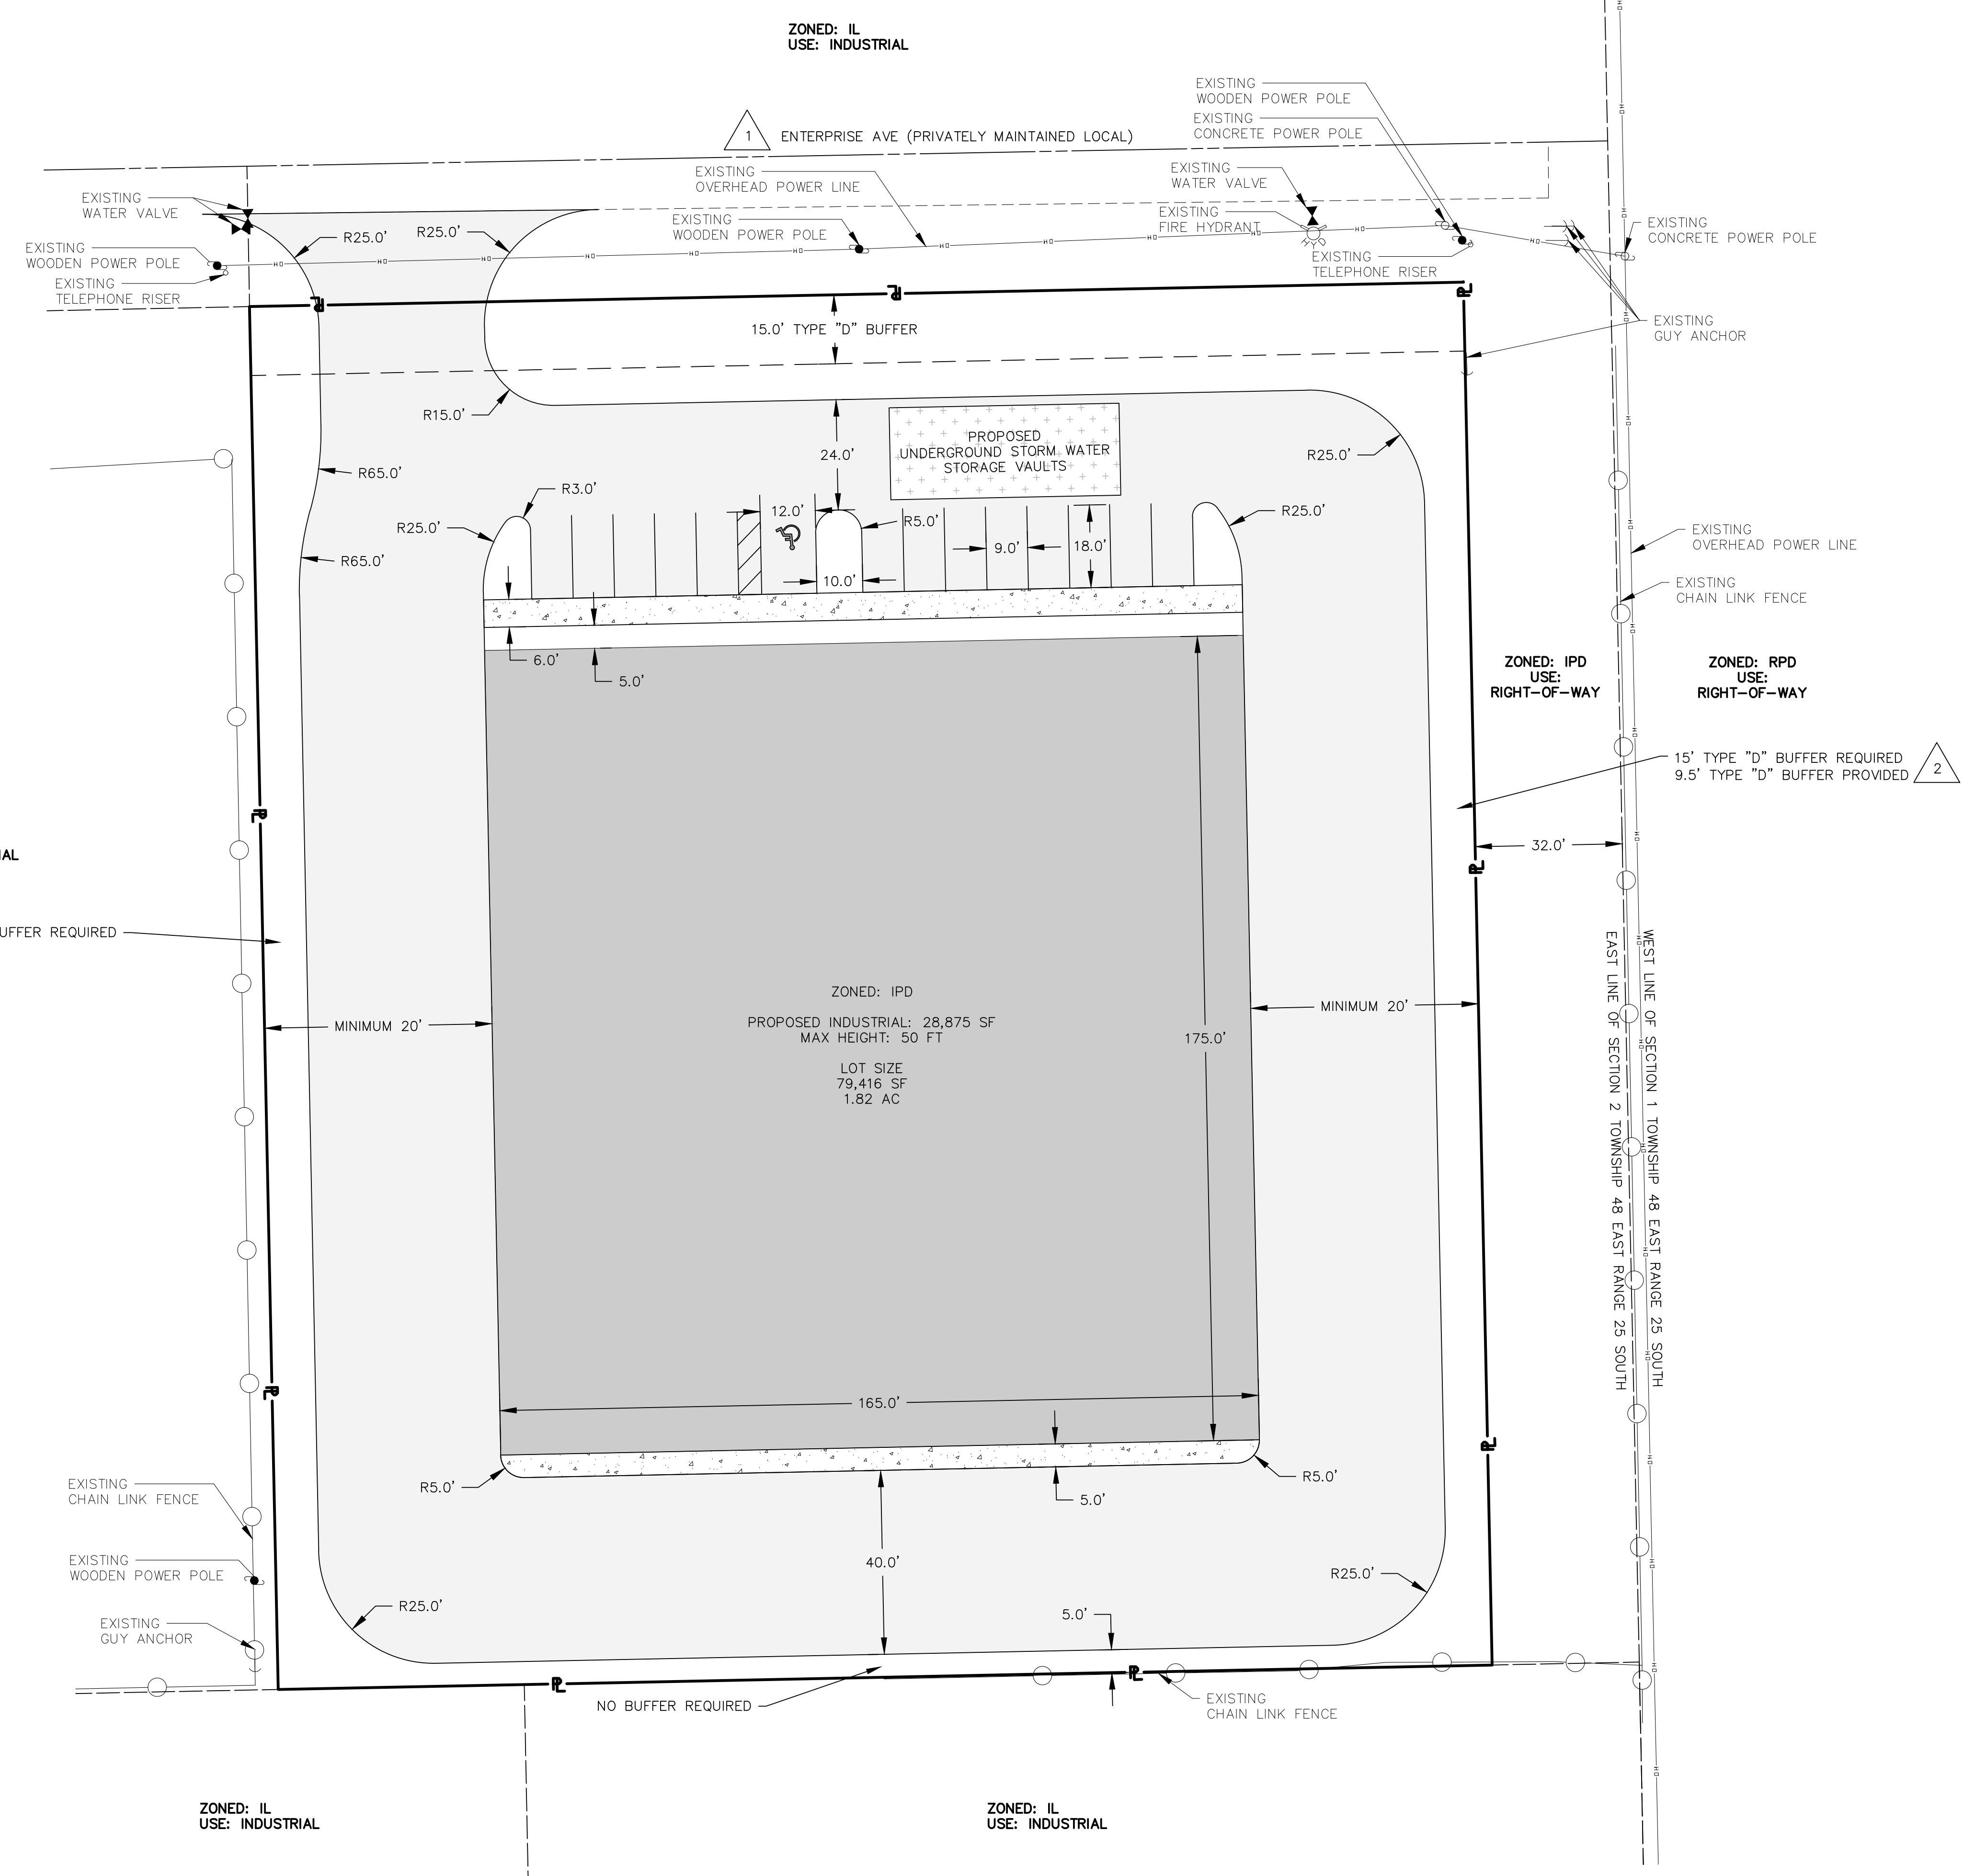 ZONED: IL
USE: INDUSTRIAL
1
ENTERPRISE AVE (PRIVATELY MAINTAINED LOCAL)
EXISTING
WOODEN POWER POLE
EXISTING
CONCRETE POWER POLE
EXISTING
OVERHEAD POWER LINE
EXISTING
WATER VALVE
EXISTING
WATER VALVE
EXISTING
WOODEN POWER POLE
EXISTING
FIRE HYDRANT
HYD
EXISTING
CONCRETE POWER POLE
EXISTING
WOODEN POWER POLE
EXISTING
TELEPHONE RISER
R25.0'
R25.0'
EXISTING
TELEPHONE RISER
EXISTING
GUY ANCHOR
15.0' TYPE "D" BUFFER
R15.0'
24.0'
PROPOSED
UNDERGROUND STORM WATER
STORAGE VAULTS
R25.0'
R65.0'
R3.0'
R25.0'
12.0'
R5.0'
R25.0'
9.0'
18.0'
10.0'
R65.0'
EXISTING
OVERHEAD POWER LINE
EXISTING
CHAIN LINK FENCE
6.0'
5.0'
ZONED: IPD
USE:
RIGHT-OF-WAY
ZONED: RPD
USE:
RIGHT-OF-WAY
15' TYPE "D" BUFFER REQUIRED
9.5' TYPE "D" BUFFER PROVIDED
2
32.0'
IAL
UFFER REQUIRED
MINIMUM 20'
MINIMUM 20'
ZONED: IPD
PROPOSED INDUSTRIAL: 28,875 SF
MAX HEIGHT: 50 FT
LOT SIZE
79,416 SF
1.82 AC
175.0'
EAST LINE OF SECTION 2 TOWNSHIP 48 EAST RANGE 25 SOUTH
WEST LINE OF SECTION 1 TOWNSHIP 48 EAST RANGE 25 SOUTH
165.0'
R5.0'
R5.0'
5.0'
EXISTING
CHAIN LINK FENCE
EXISTING
WOODEN POWER POLE
EXISTING
GUY ANCHOR
40.0'
R25.0'
R25.0'
5.0'
NO BUFFER REQUIRED
EXISTING
CHAIN LINK FENCE
ZONED: IL
USE: INDUSTRIAL
ZONED: IL
USE: INDUSTRIAL